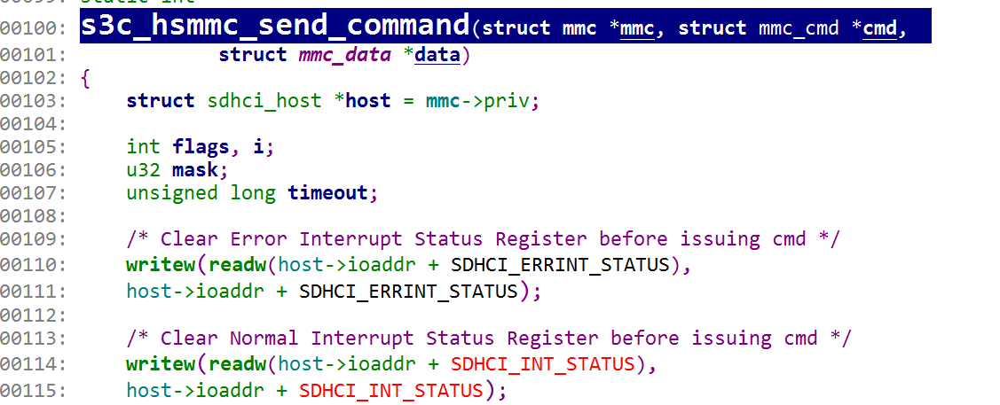 00100: s3c_hsmmc_send_command(struct mmc *mmc, struct mmc_cmd *cmd,
00101:             struct mmc_data *data)
00102: {
00103:     struct sdhci_host *host = mmc->priv;
00104:
00105:     int flags, i;
00106:     u32 mask;
00107:     unsigned long timeout;
00108:
00109:     /* Clear Error Interrupt Status Register before issuing cmd */
00110:     writew(readw(host->ioaddr + SDHCI_ERRINT_STATUS),
00111:     host->ioaddr + SDHCI_ERRINT_STATUS);
00112:
00113:     /* Clear Normal Interrupt Status Register before issuing cmd */
00114:     writew(readw(host->ioaddr + SDHCI_INT_STATUS),
00115:     host->ioaddr + SDHCI_INT_STATUS);